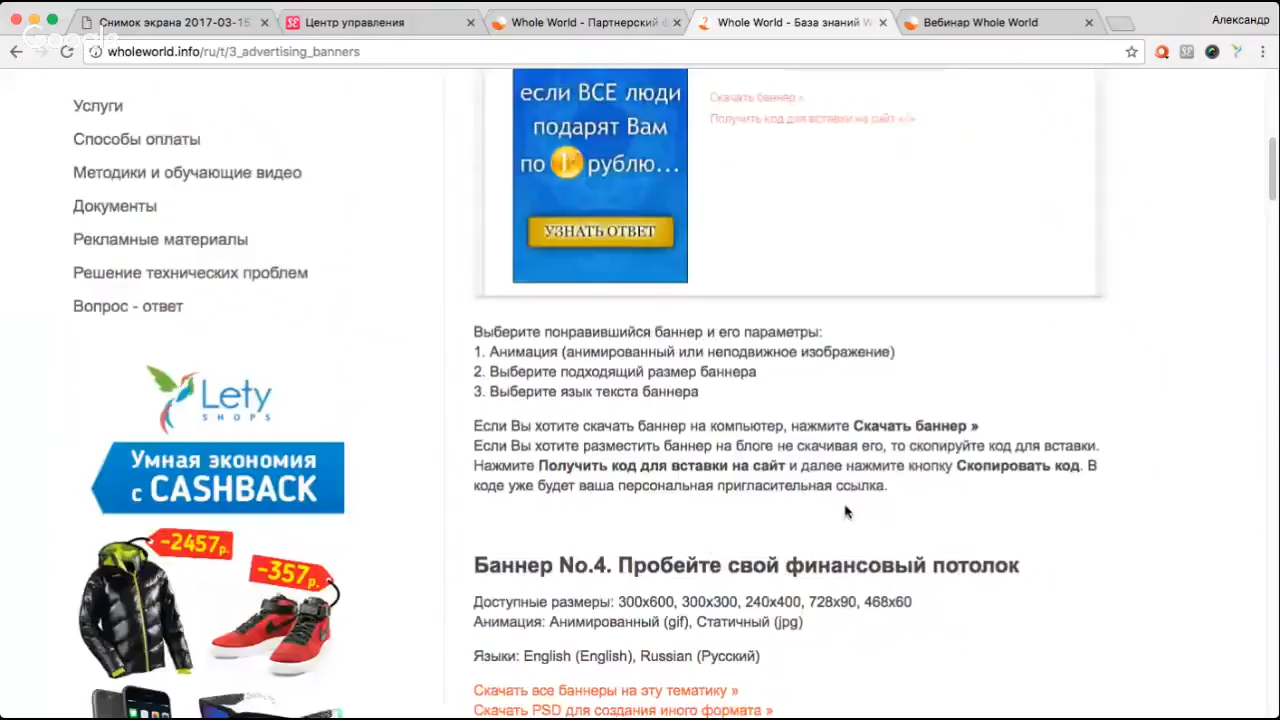 Снимок экрана 2017-03-15
Центр управления
Whole World - Партнерский ф
Whole World - База знаний W
Вебинар Whole World
Александр
Google
wholeworld.info/ru/t/3_advertising_banners
Услуги
Способы оплаты
Методики и обучающие видео
Документы
Рекламные материалы
Решение технических проблем
Вопрос - ответ
Lety
SHOPS
Умная экономия
с CASHBACK
-2457р.
-357р.
если ВСЕ люди
подарят Вам
по 1 рублю...
УЗНАТЬ ОТВЕТ
Скачать баннер »
Получить код для вставки на сайт </>
Выберите понравившийся баннер и его параметры:
1. Анимация (анимированный или неподвижное изображение)
2. Выберите подходящий размер баннера
3. Выберите язык текста баннера
Если Вы хотите скачать баннер на компьютер, нажмите Скачать баннер »
Если Вы хотите разместить баннер на блоге не скачивая его, то скопируйте код для вставки.
Нажмите Получить код для вставки на сайт и далее нажмите кнопку Скопировать код. В
коде уже будет ваша персональная пригласительная ссылка.
Баннер No.4. Пробейте свой финансовый потолок
Доступные размеры: 300x600, 300x300, 240x400, 728x90, 468x60
Анимация: Анимированный (gif), Статичный (jpg)
Языки: English (English), Russian (Русский)
Скачать все баннеры на эту тематику »
Скачать PSD для создания иного формата »